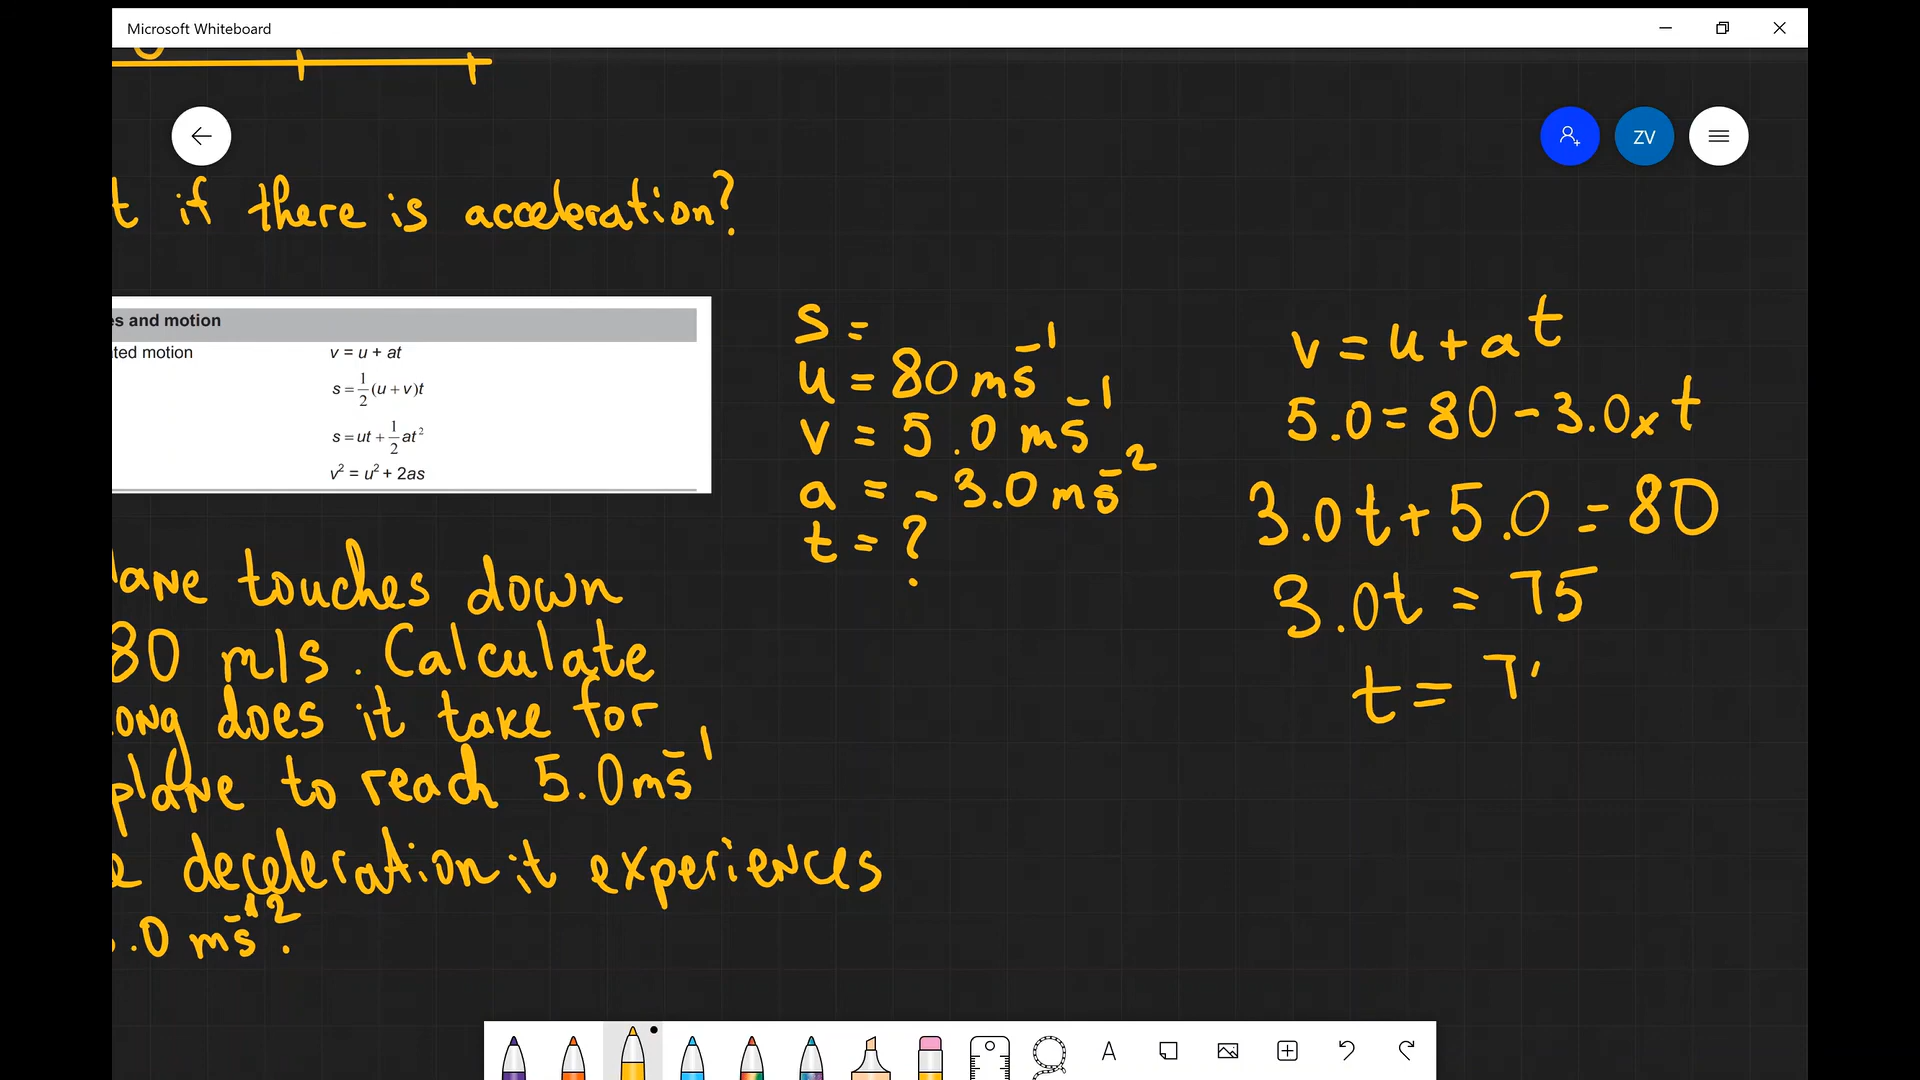 Microsoft Whiteboard
ZV
t if there is acceleration?
es and motion
ted motion
v = u + at
s = 1/2 (u + v)t
s = ut + 1/2 at²
v² = u² + 2as
s =
u = 80 ms⁻¹
v = 5.0 ms⁻¹
a = - 3.0 ms⁻²
t = ?
v = u + at
5.0 = 80 - 3.0 x t
3.0t + 5.0 = 80
3.0t = 75
t = 7
lane touches down
80 m/s. Calculate
ong does it take for
plane to reach 5.0 ms⁻¹
e deceleration it experiences
.0 ms⁻².
A